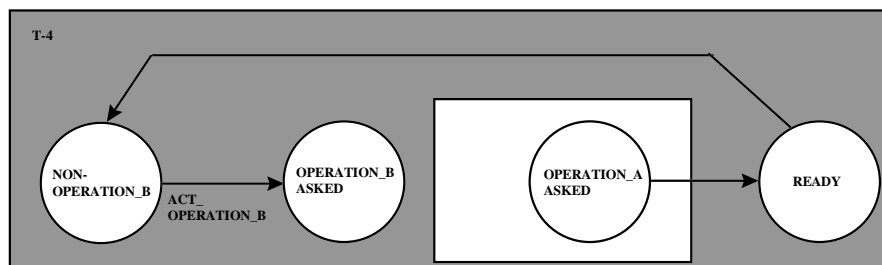 T-4
NON-
OPERATION_B
ACT_
OPERATION_B
OPERATION_B
ASKED
OPERATION_A
ASKED
READY